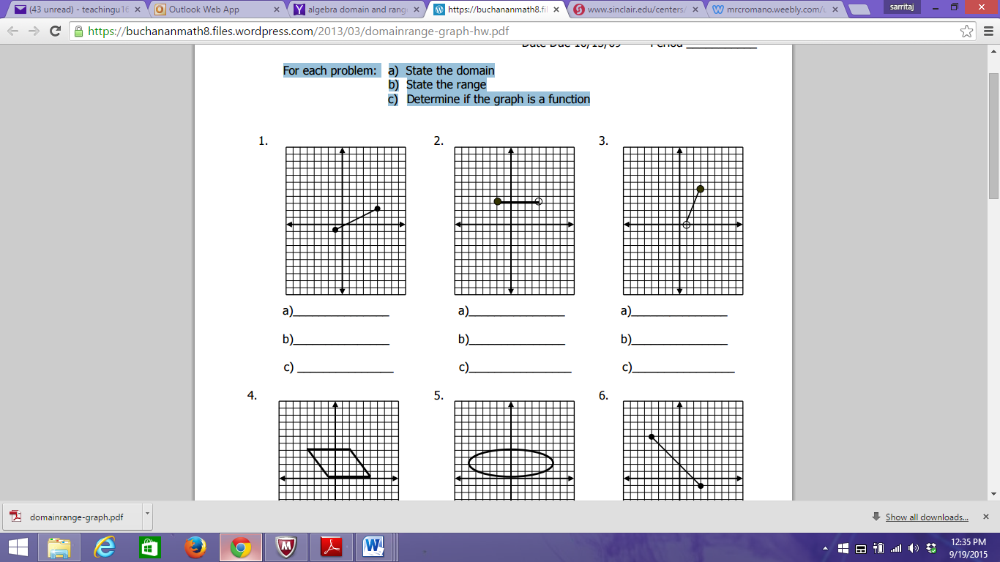 (43 unread) - teachingu16
Outlook Web App
algebra domain and rang
https://buchananmath8.fil
www.sinclair.edu/centers/
mrcromano.weebly.com/u
sarritaj
https://buchananmath8.files.wordpress.com/2013/03/domainrange-graph-hw.pdf
Date Due 10/15/09 Period ____________
For each problem: a) State the domain
b) State the range
c) Determine if the graph is a function
1. 2. 3.
a)_______________ a)_______________ a)_______________
b)_______________ b)_______________ b)_______________
c) _______________ c)________________ c)________________
4. 5. 6.
domainrange-graph.pdf
Show all downloads...
12:35 PM
9/19/2015